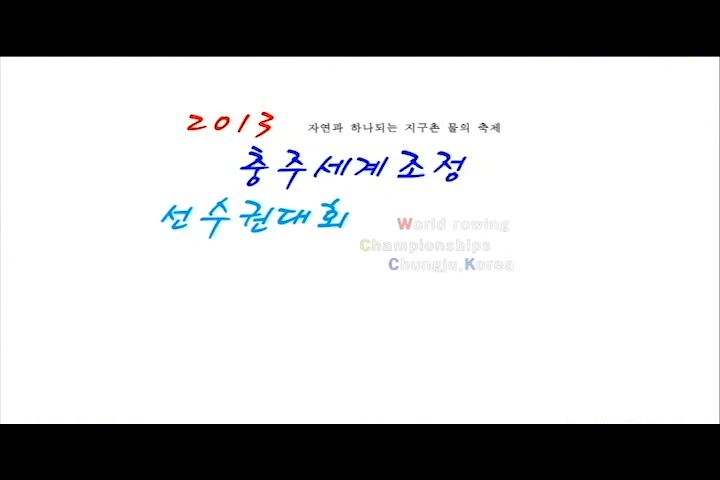 2013 자연과 하나되는 지구촌 물의 축제
충주세계조정
선수권대회
World rowing
Championships
Chungju,Korea